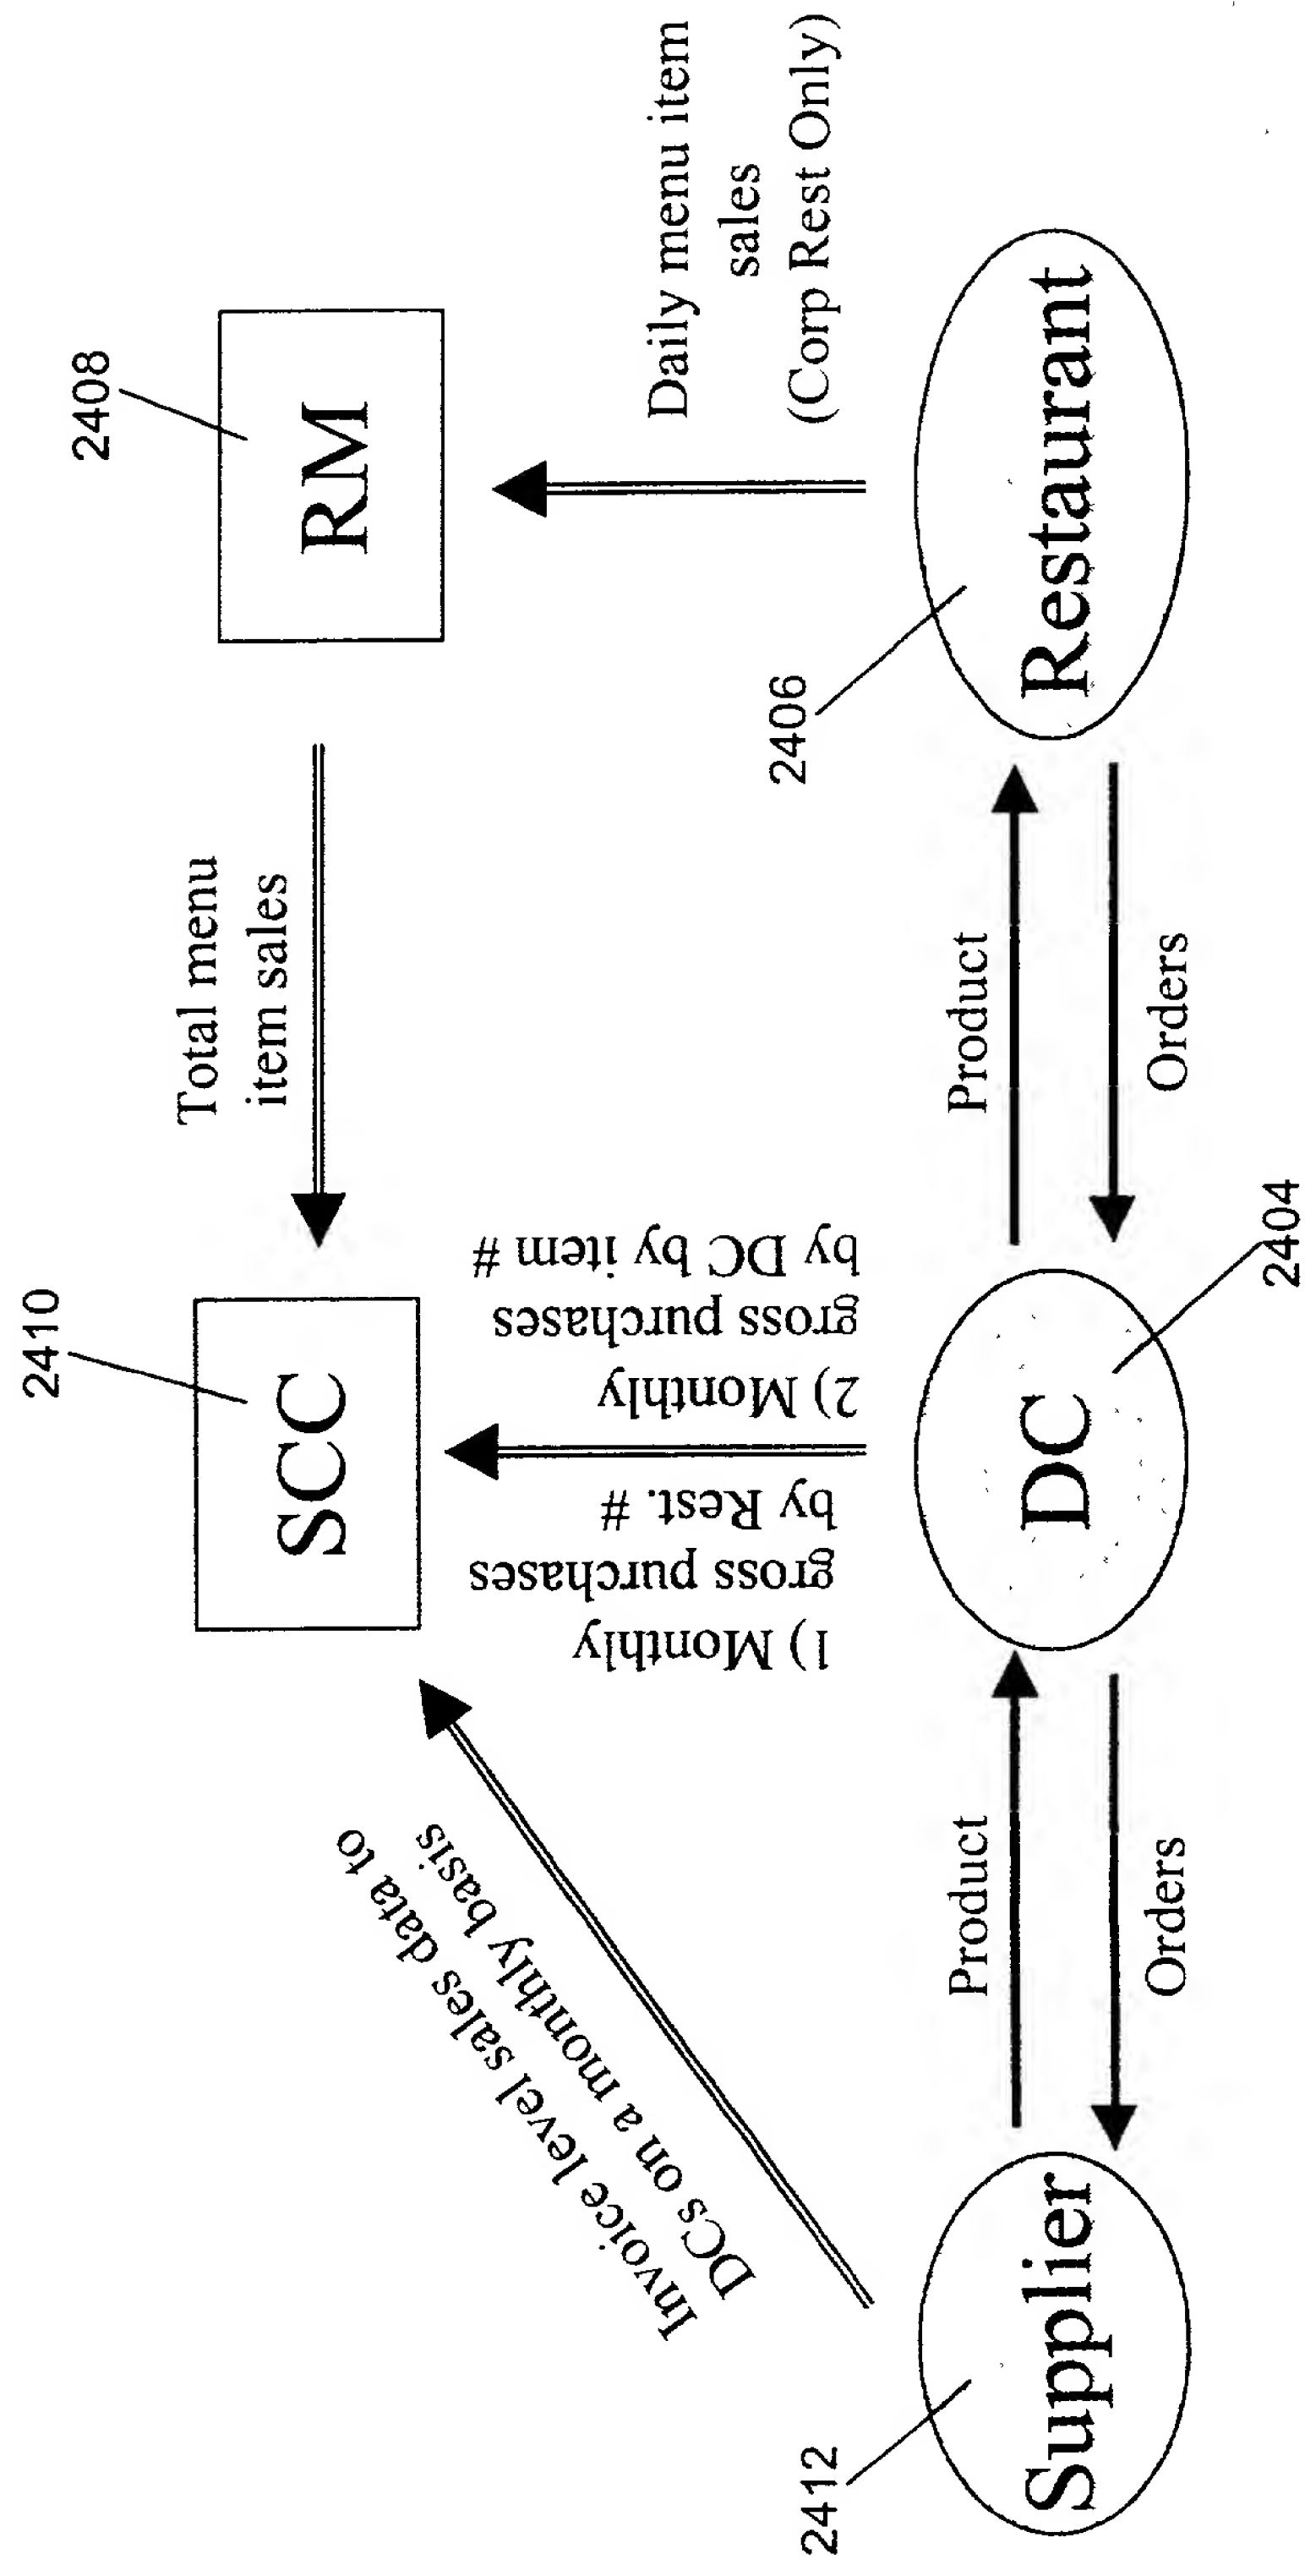 2410
SCC
Total menu
item sales
2408
RM
Invoice level sales data to
DCs on a monthly basis
1) Monthly
gross purchases
by Rest. #
2) Monthly
gross purchases
by DC by item #
Daily menu item
sales
(Corp Rest Only)
2412
Supplier
Product
Orders
DC
2404
Product
Orders
2406
Restaurant